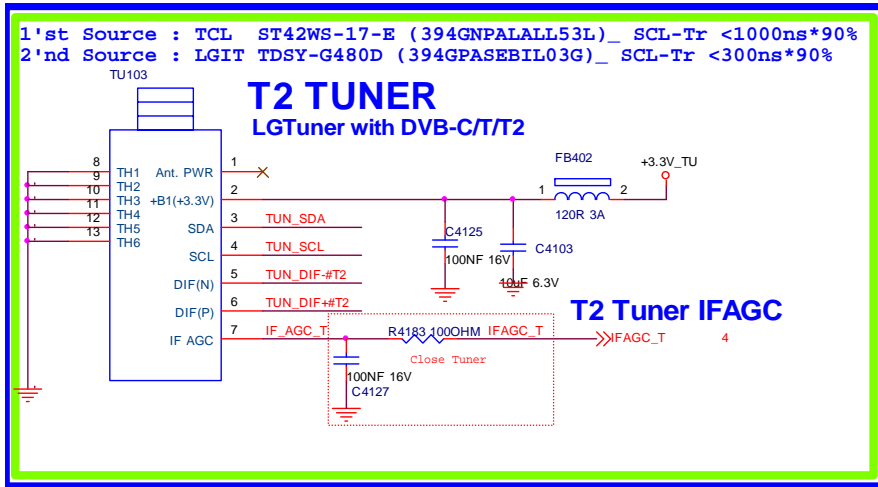 1'st Source : TCL ST42WS-17-E (394GNPALALL53L)_ SCL-Tr <1000ns*90%
2'nd Source : LGIT TDSY-G480D (394GPASEBIL03G)_ SCL-Tr <300ns*90%
TU103
T2 TUNER
LGTuner with DVB-C/T/T2
FB402
+3.3V_TU
8 TH1 Ant. PWR 1
9 TH2
10 TH3 +B1(+3.3V) 2
1 2
11 TH4
120R 3A
12 TH5 SDA 3 TUN_SDA
13 TH6
C4125
SCL 4 TUN_SCL
C4103
100NF 16V
DIF(N) 5 TUN_DIF-#T2
10uF 6.3V
DIF(P) 6 TUN_DIF+#T2
T2 Tuner IFAGC
IF AGC 7 IF_AGC_T R4183 100OHM IFAGC_T IFAGC_T 4
Close Tuner
100NF 16V
C4127